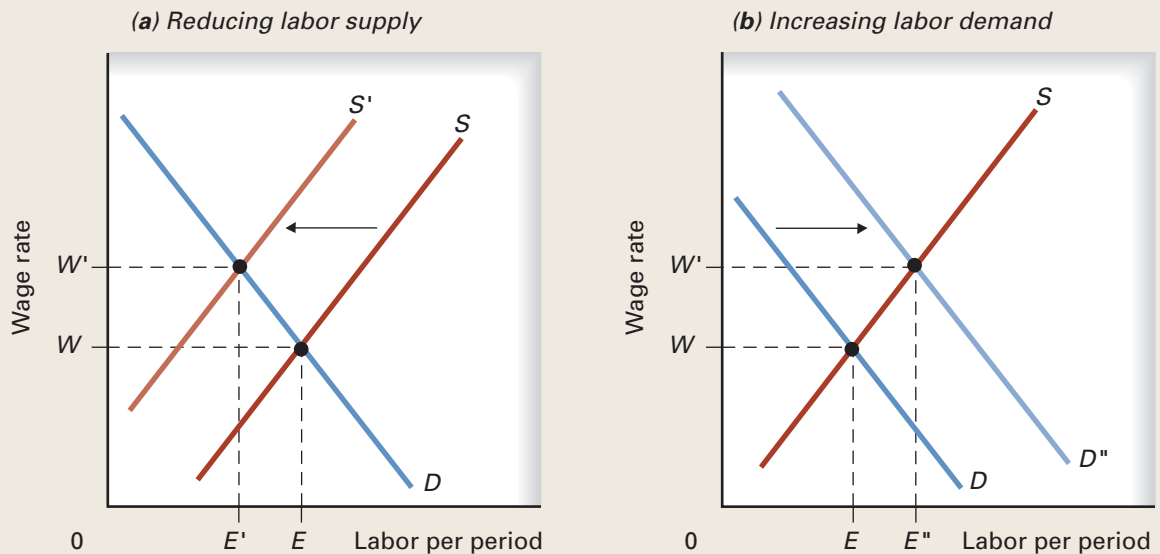 (a) Reducing labor supply
S'
S
Wage rate
W'
W
D
0
E'
E
Labor per period
(b) Increasing labor demand
S
Wage rate
W'
W
D"
D
0
E
E"
Labor per period